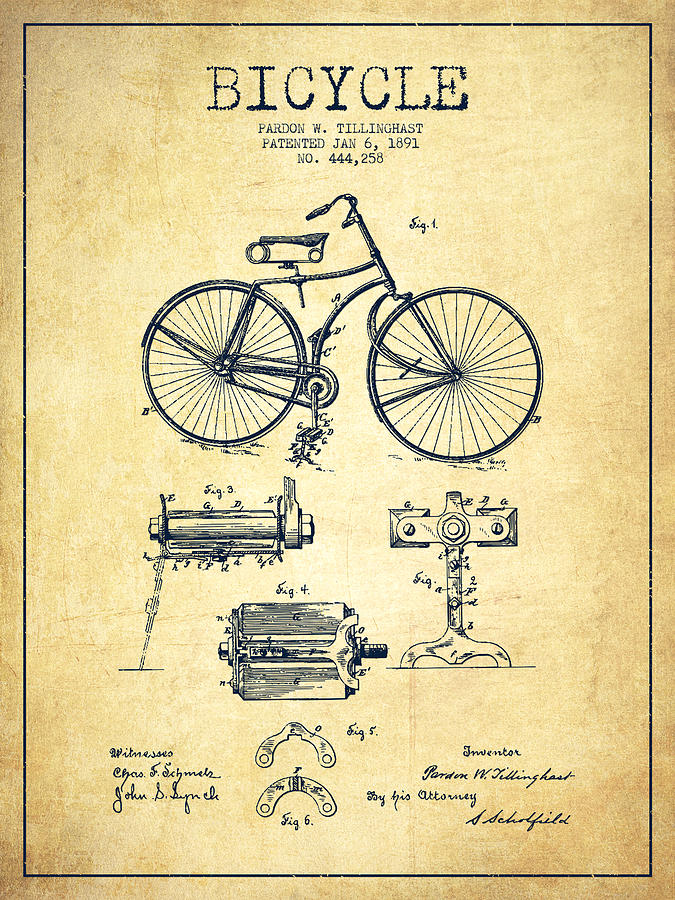 BICYCLE
PARDON W. TILLINGHAST
PATENTED JAN 6, 1891
NO. 444,258
Fig. 1.
A
D'
C'
B'
B
C
E'
G
D
Fig. 3.
E
G
D
E'
h
h
g
i
F
d
a
b
f
e
G
E
D
G
i
g
h
Fig.
2
a
F
d
b
f
Fig. 4.
n
G
O
E
g
F
n
G
E'
Fig. 5.
c
O
F
m
m
Fig 6.
Witnesses
Chas. F. Schmelz
John S. Lynch
Inventor
Pardon W. Tillinghast
By his Attorney
S Scholfield